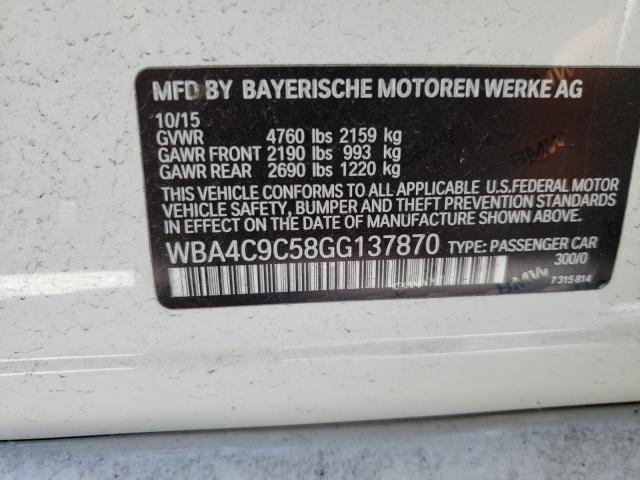 MFD BY BAYERISCHE MOTOREN WERKE AG
10/15
GVWR 4760 lbs 2159 kg
GAWR FRONT 2190 lbs 993 kg
GAWR REAR 2690 lbs 1220 kg
THIS VEHICLE CONFORMS TO ALL APPLICABLE U.S.FEDERAL MOTOR
VEHICLE SAFETY, BUMPER AND THEFT PREVENTION STANDARDS
IN EFFECT ON THE DATE OF MANUFACTURE SHOWN ABOVE.
WBA4C9C58GG137870 TYPE: PASSENGER CAR
300/0
7 315 814
BMW
BMW